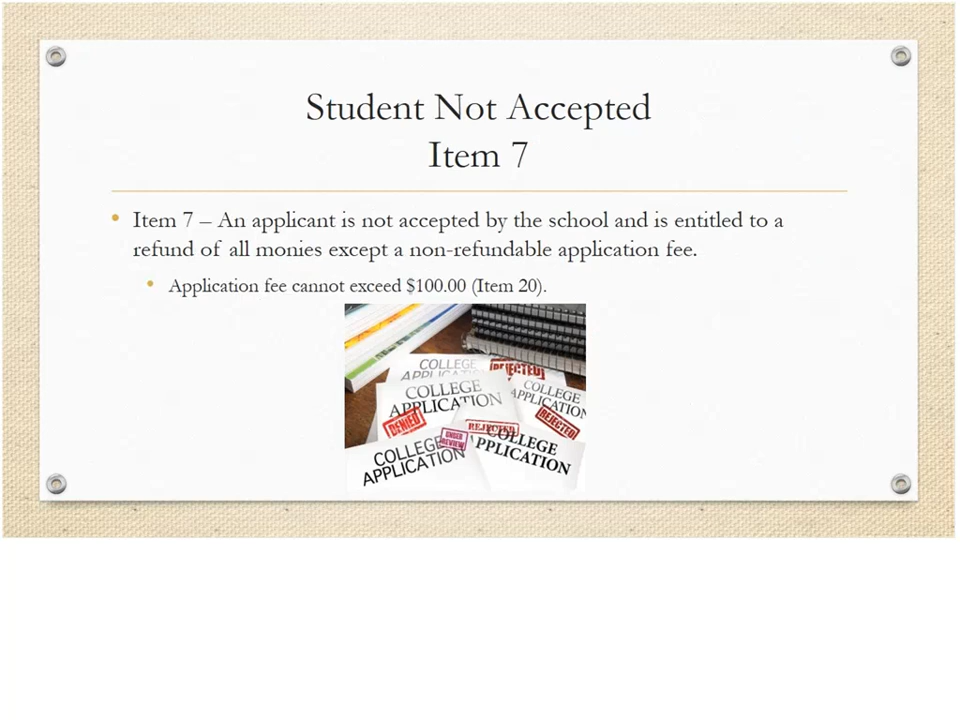 Student Not Accepted
Item 7
• Item 7 – An applicant is not accepted by the school and is entitled to a
refund of all monies except a non-refundable application fee.
• Application fee cannot exceed $100.00 (Item 20).
COLLEGE
APPLICATION
REJECTED
COLLEGE
APPLICATION
COLLEGE
APPLICATION
DENIED
REJECTED
REJECTED
UNDER
REVIEW
COLLEGE
APPLICATION
COLLEGE
APPLICATION